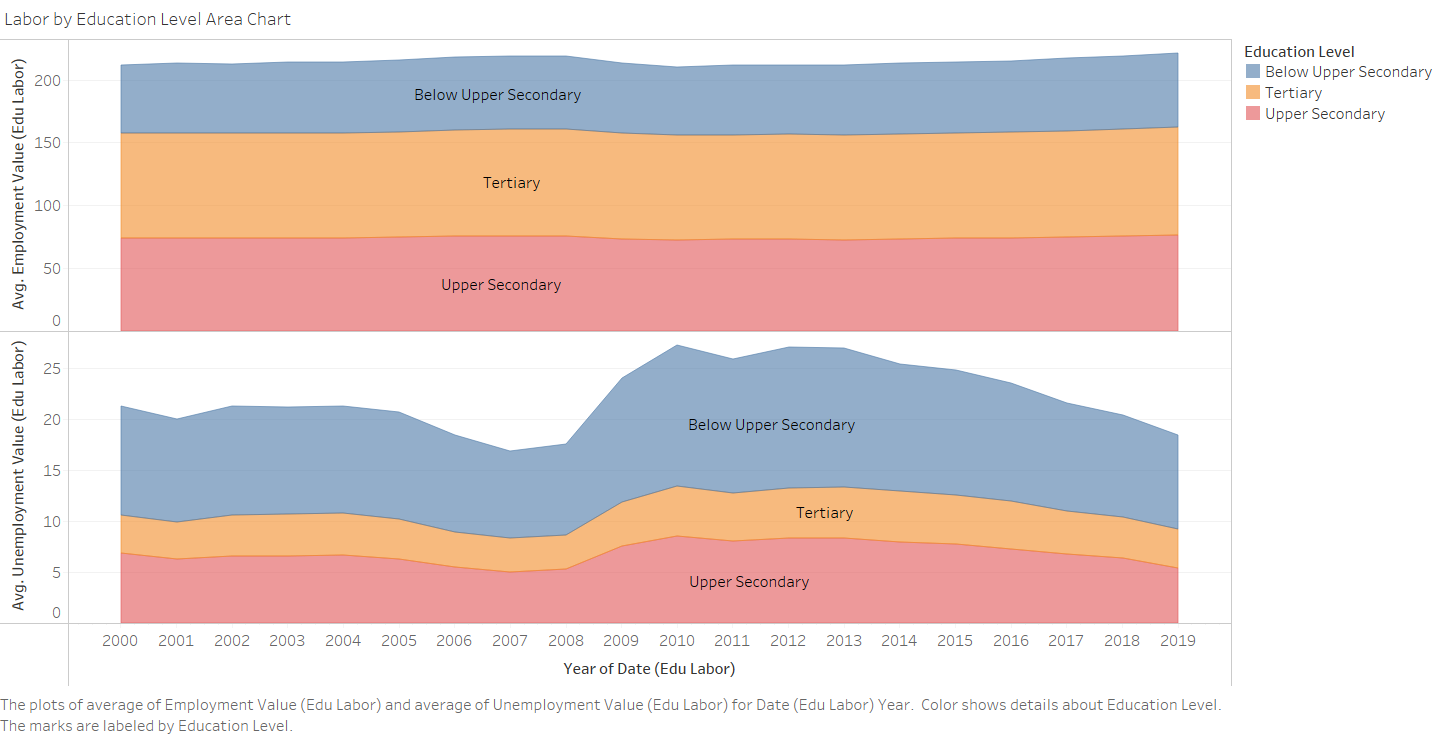 Labor by Education Level Area Chart
Education Level
Below Upper Secondary
Tertiary
Upper Secondary
Avg. Employment Value (Edu Labor)
200
150
100
50
0
Below Upper Secondary
Tertiary
Upper Secondary
Avg. Unemployment Value (Edu Labor)
25
20
15
10
5
0
Below Upper Secondary
Tertiary
Upper Secondary
2000 2001 2002 2003 2004 2005 2006 2007 2008 2009 2010 2011 2012 2013 2014 2015 2016 2017 2018 2019
Year of Date (Edu Labor)
The plots of average of Employment Value (Edu Labor) and average of Unemployment Value (Edu Labor) for Date (Edu Labor) Year. Color shows details about Education Level.
The marks are labeled by Education Level.